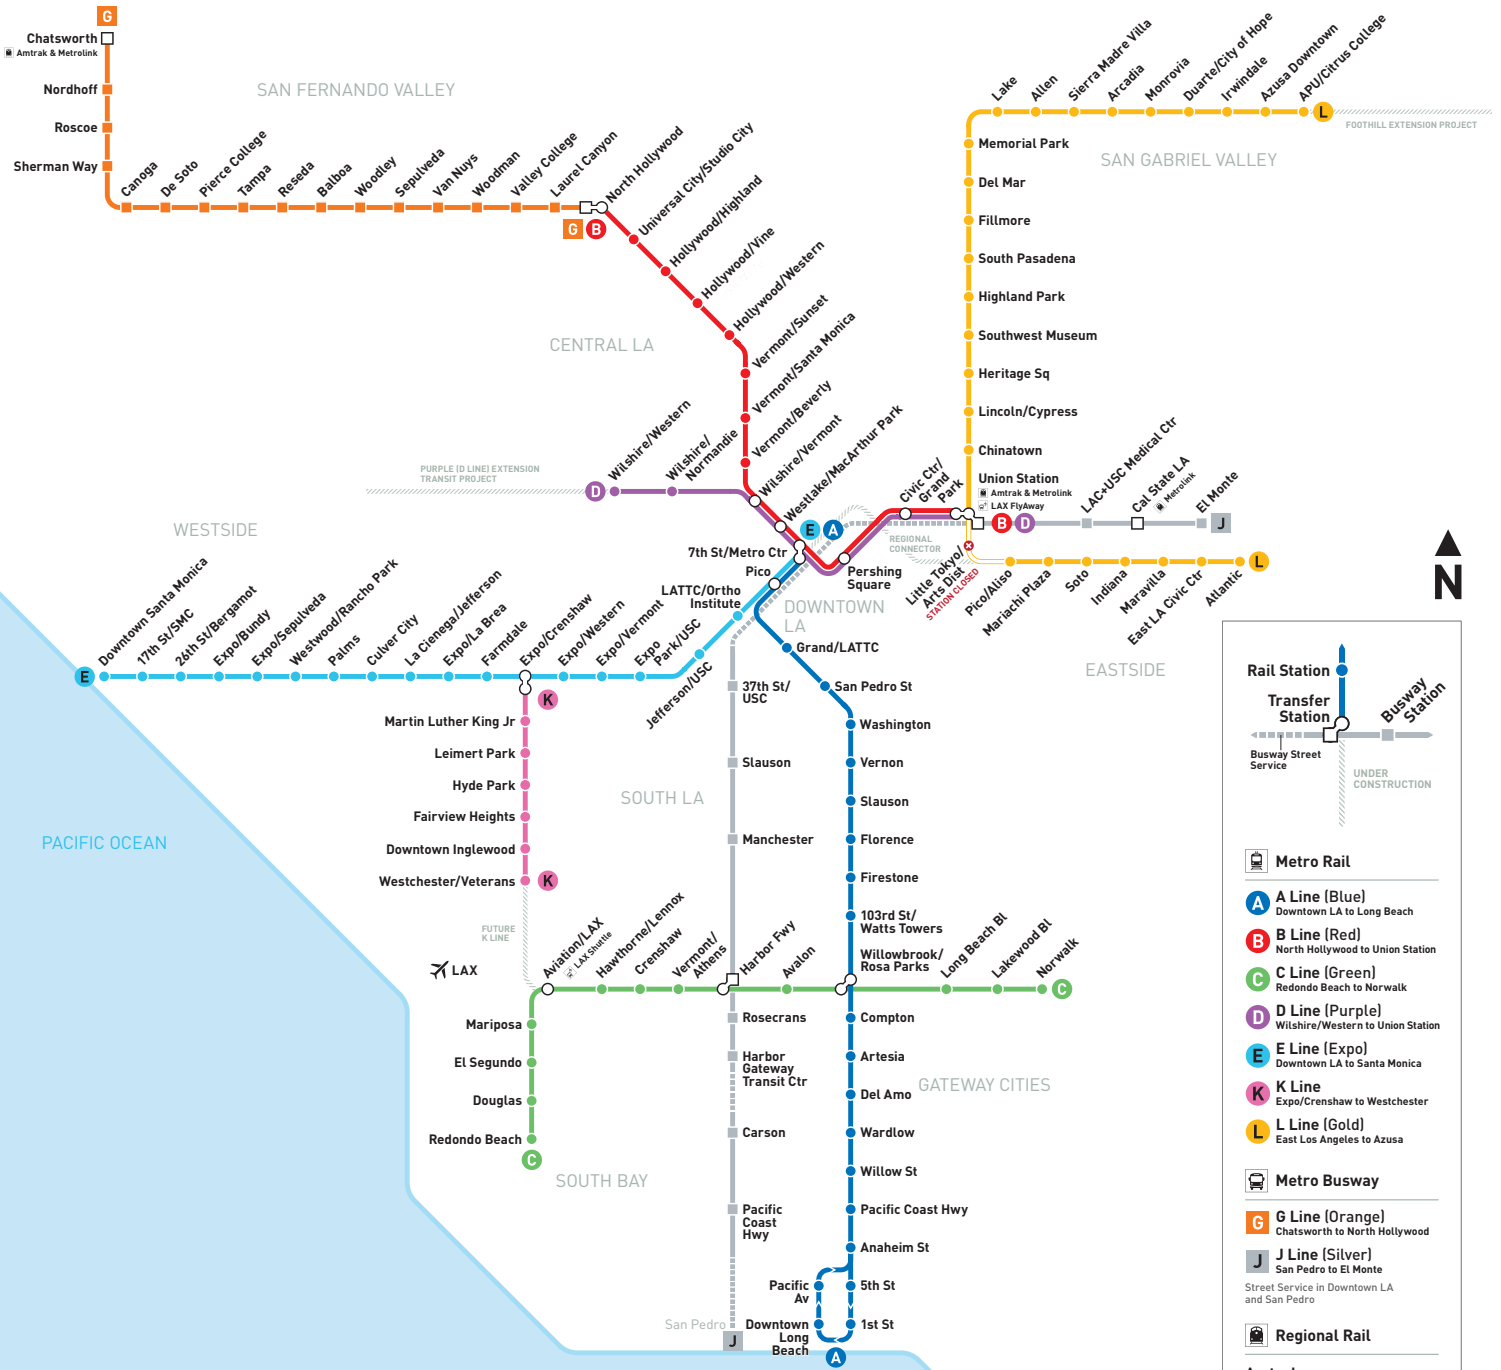 G
Chatsworth
Amtrak & Metrolink
Nordhoff
Roscoe
Sherman Way
SAN FERNANDO VALLEY
Canoga
De Soto
Pierce College
Tampa
Reseda
Balboa
Woodley
Sepulveda
Van Nuys
Woodman
Valley College
Laurel Canyon
North Hollywood
G
B
Universal City/Studio City
Hollywood/Highland
Hollywood/Vine
Hollywood/Western
Vermont/Sunset
Vermont/Santa Monica
Vermont/Beverly
Wilshire/Vermont
Westlake/MacArthur Park
CENTRAL LA
Lake
Allen
Sierra Madre Villa
Arcadia
Monrovia
Duarte/City of Hope
Irwindale
Azusa Downtown
APU/Citrus College
L
FOOTHILL EXTENSION PROJECT
SAN GABRIEL VALLEY
Memorial Park
Del Mar
Fillmore
South Pasadena
Highland Park
Southwest Museum
Heritage Sq
Lincoln/Cypress
Chinatown
Union Station
Amtrak & Metrolink
LAX FlyAway
B
D
LAC+USC Medical Ctr
Cal State LA
Metrolink
El Monte
J
PURPLE (D LINE) EXTENSION
TRANSIT PROJECT
D
Wilshire/Western
Wilshire/
Normandie
Civic Ctr/
Grand
Park
E
A
7th St/Metro Ctr
Pico
Pershing
Square
REGIONAL
CONNECTOR
Little Tokyo/
Arts Dist
STATION CLOSED
Pico/Aliso
Mariachi Plaza
Soto
Indiana
Maravilla
East LA Civic Ctr
Atlantic
L
N
WESTSIDE
DOWNTOWN
LA
EASTSIDE
LATTC/Ortho
Institute
E
Downtown Santa Monica
17th St/SMC
26th St/Bergamot
Expo/Bundy
Expo/Sepulveda
Westwood/Rancho Park
Palms
Culver City
La Cienega/Jefferson
Expo/La Brea
Farmdale
Expo/Crenshaw
Expo/Western
Expo/Vermont
Expo
Park/USC
Jefferson/USC
K
Martin Luther King Jr
Leimert Park
Hyde Park
Fairview Heights
Downtown Inglewood
Westchester/Veterans
K
FUTURE
K LINE
PACIFIC OCEAN
SOUTH LA
37th St/
USC
Slauson
Manchester
Harbor Fwy
Rosecrans
Harbor
Gateway
Transit Ctr
Carson
Pacific
Coast
Hwy
San Pedro
J
Grand/LATTC
San Pedro St
Washington
Vernon
Slauson
Florence
Firestone
103rd St/
Watts Towers
Willowbrook/
Rosa Parks
Compton
Artesia
Del Amo
Wardlow
Willow St
Pacific Coast Hwy
Anaheim St
5th St
1st St
Pacific
Av
Downtown
Long
Beach
A
GATEWAY CITIES
LAX
Aviation/LAX
LAX Shuttle
Hawthorne/Lennox
Crenshaw
Vermont/
Athens
Avalon
Long Beach Bl
Lakewood Bl
Norwalk
C
Mariposa
El Segundo
Douglas
Redondo Beach
C
SOUTH BAY
Rail Station
Transfer
Station
Busway
Station
Busway Street
Service
UNDER
CONSTRUCTION
Metro Rail
A
A Line (Blue)
Downtown LA to Long Beach
B
B Line (Red)
North Hollywood to Union Station
C
C Line (Green)
Redondo Beach to Norwalk
D
D Line (Purple)
Wilshire/Western to Union Station
E
E Line (Expo)
Downtown LA to Santa Monica
K
K Line
Expo/Crenshaw to Westchester
L
L Line (Gold)
East Los Angeles to Azusa
Metro Busway
G
G Line (Orange)
Chatsworth to North Hollywood
J
J Line (Silver)
San Pedro to El Monte
Street Service in Downtown LA
and San Pedro
Regional Rail